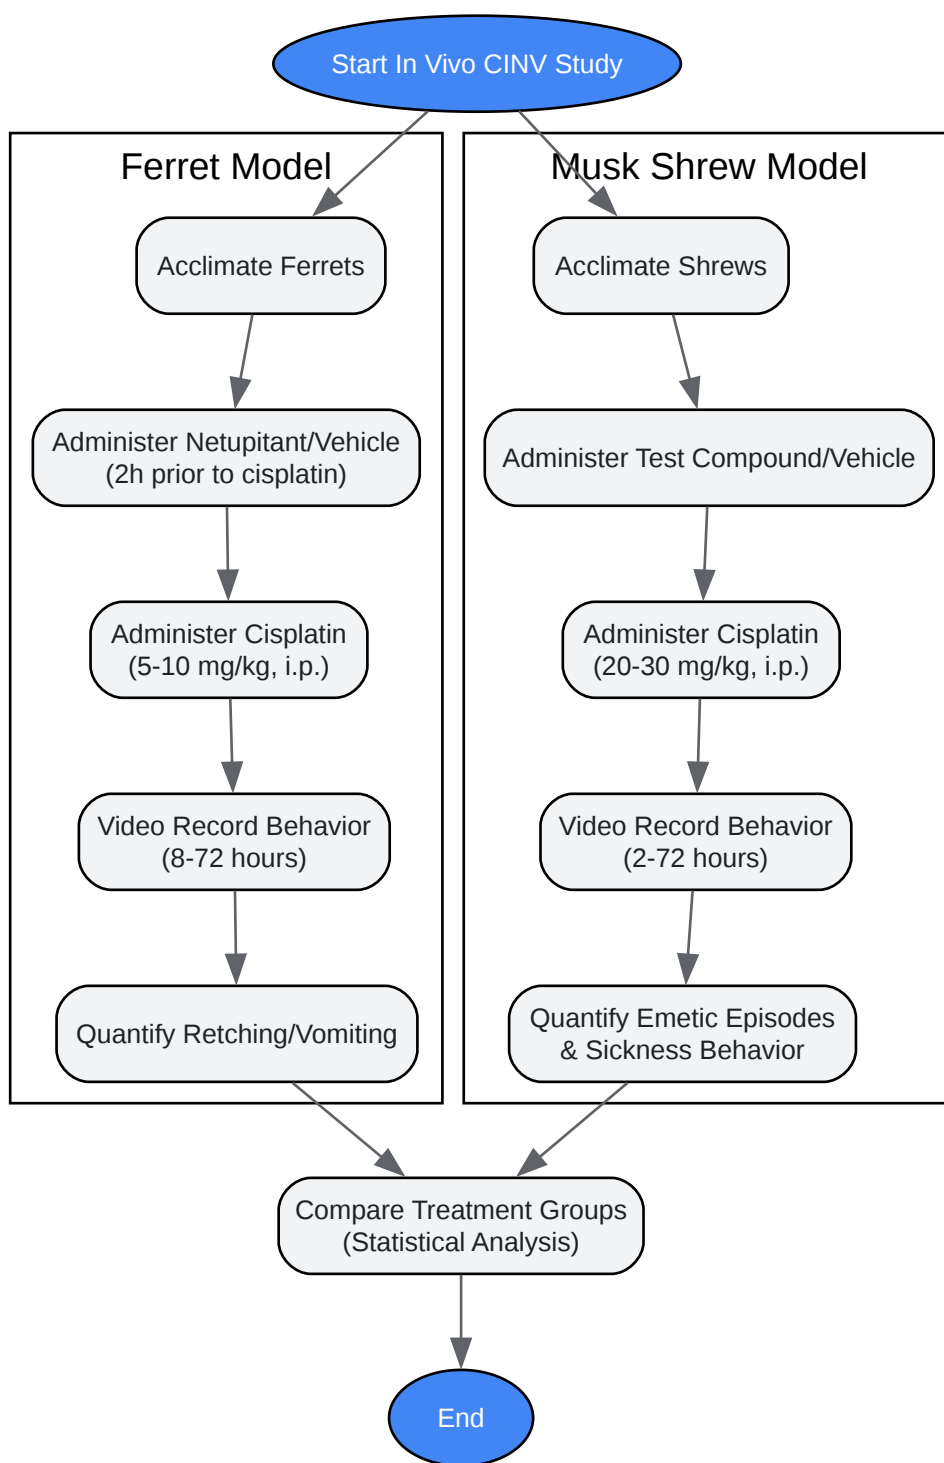 Start In Vivo CINV Study
Ferret Model
Acclimate Ferrets
Administer Netupitant/Vehicle
(2h prior to cisplatin)
Administer Cisplatin
(5-10 mg/kg, i.p.)
Video Record Behavior
(8-72 hours)
Quantify Retching/Vomiting
Musk Shrew Model
Acclimate Shrews
Administer Test Compound/Vehicle
Administer Cisplatin
(20-30 mg/kg, i.p.)
Video Record Behavior
(2-72 hours)
Quantify Emetic Episodes
& Sickness Behavior
Compare Treatment Groups
(Statistical Analysis)
End